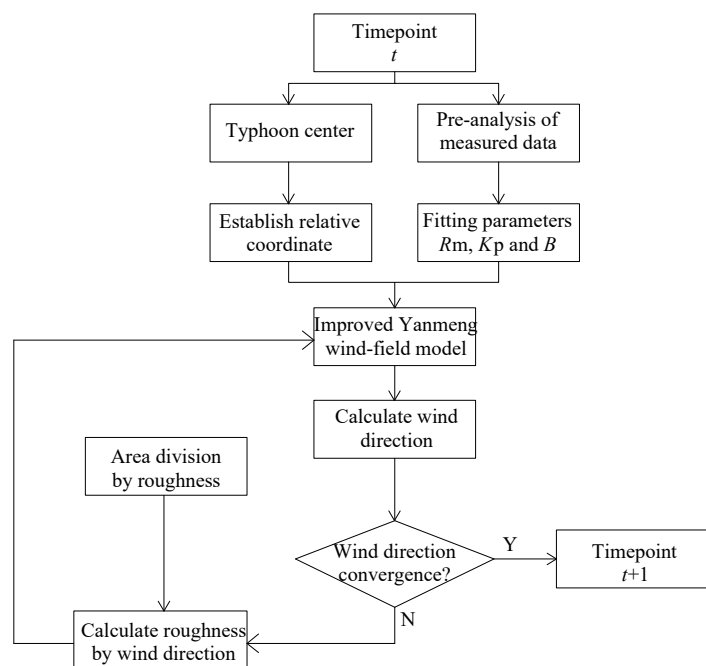 Timepoint
t
Typhoon center
Pre-analysis of
measured data
Establish relative
coordinate
Fitting parameters
Rm, Kp and B
Improved Yanmeng
wind-field model
Calculate wind
direction
Area division
by roughness
Wind direction
convergence?
Y
Timepoint
t+1
N
Calculate roughness
by wind direction